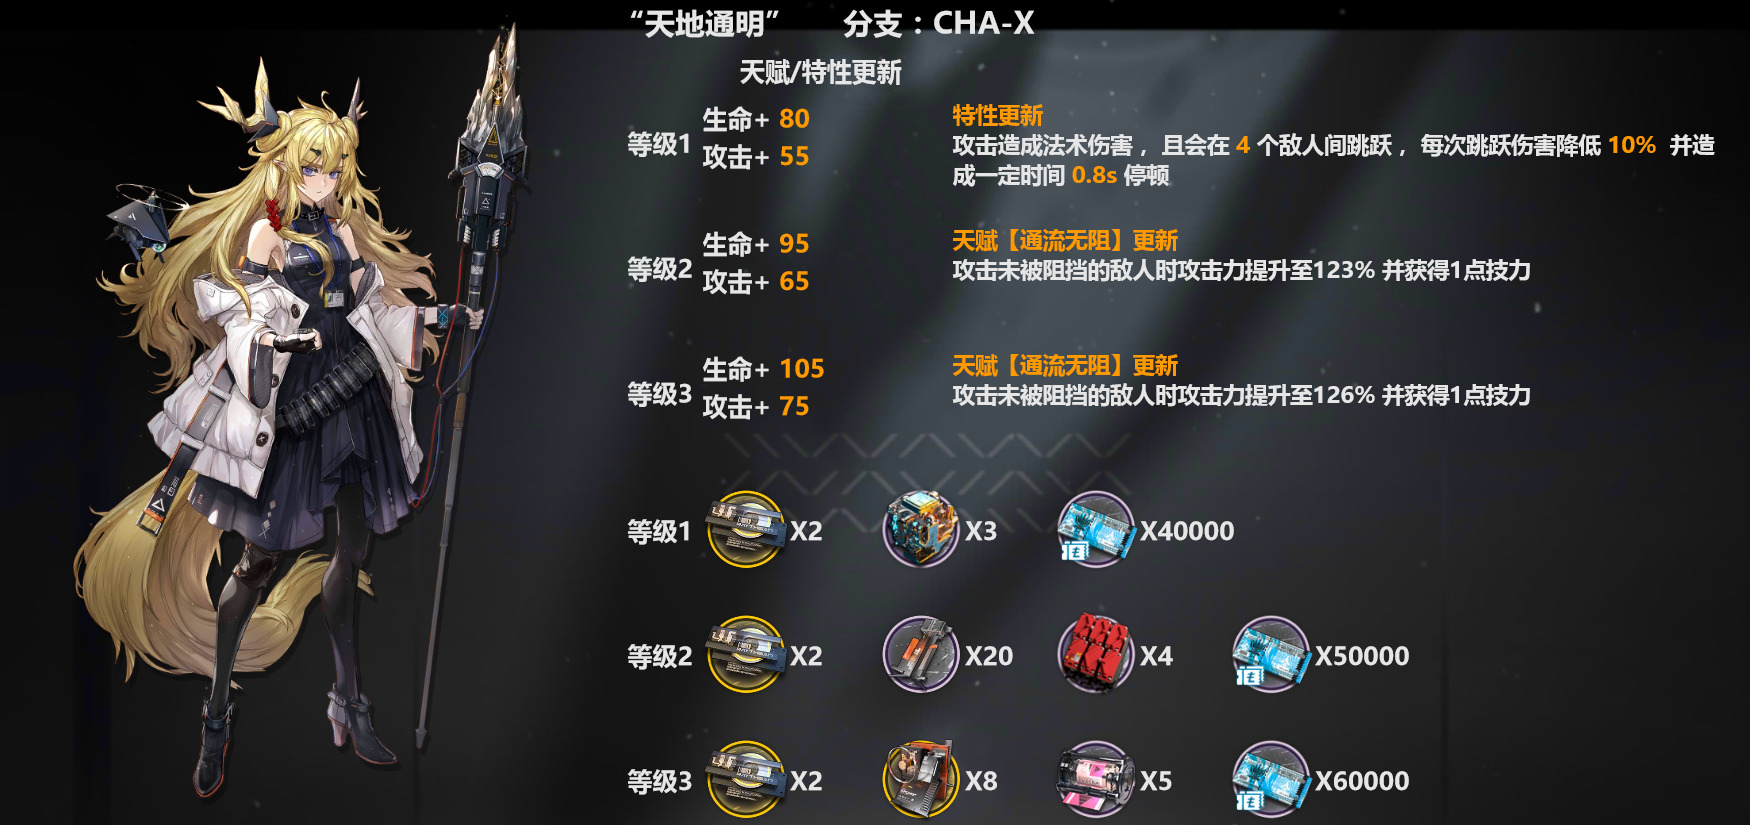 “天地通明” 分支：CHA-X
天赋/特性更新
等级1
生命+ 80
攻击+ 55
特性更新
攻击造成法术伤害，且会在 4 个敌人间跳跃，每次跳跃伤害降低 10% 并造
成一定时间 0.8s 停顿
等级2
生命+ 95
攻击+ 65
天赋【通流无阻】更新
攻击未被阻挡的敌人时攻击力提升至123% 并获得1点技力
等级3
生命+ 105
攻击+ 75
天赋【通流无阻】更新
攻击未被阻挡的敌人时攻击力提升至126% 并获得1点技力
等级1 X2 X3 X40000
等级2 X2 X20 X4 X50000
等级3 X2 X8 X5 X60000